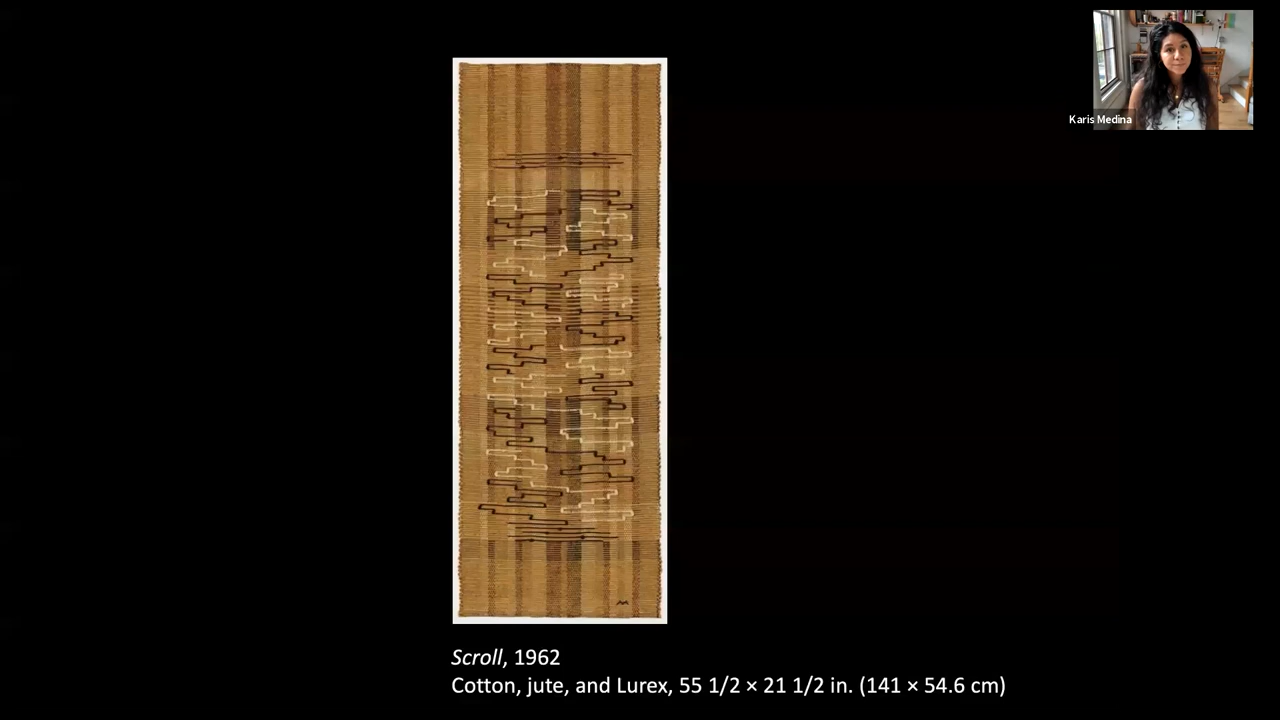 Karis Medina
Scroll, 1962
Cotton, jute, and Lurex, 55 1/2 × 21 1/2 in. (141 × 54.6 cm)